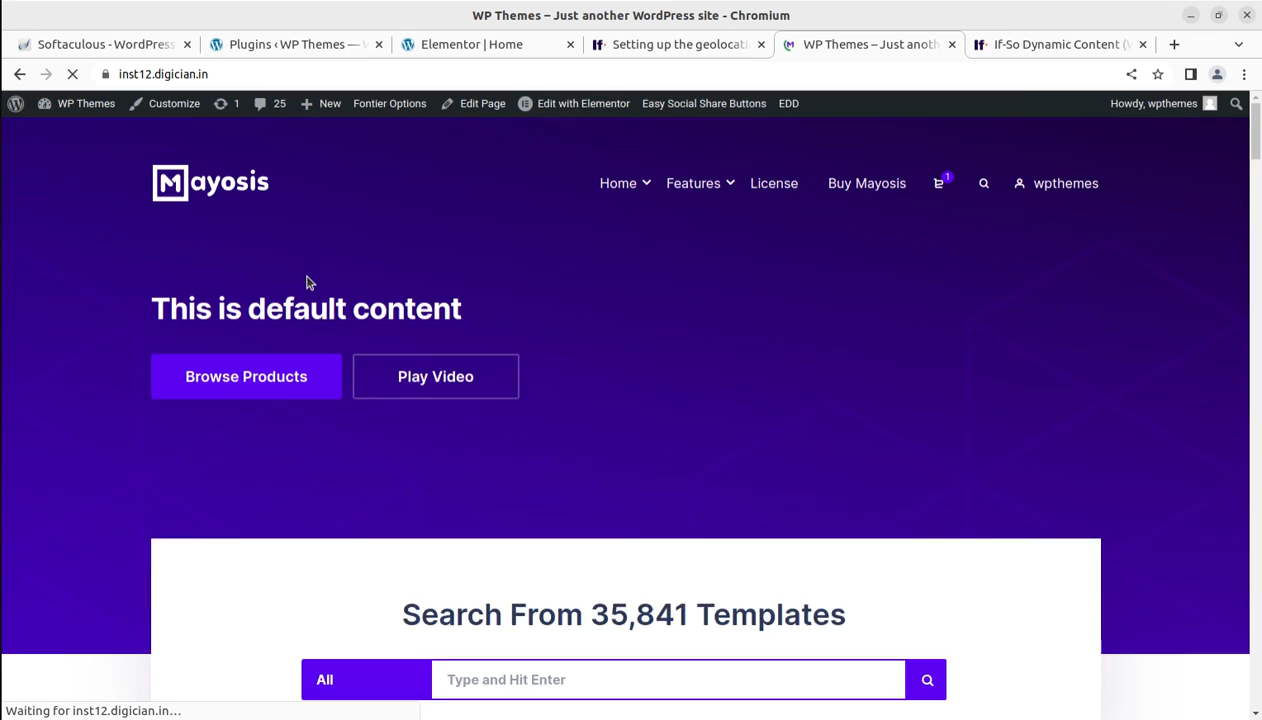 WP Themes – Just another WordPress site - Chromium
Softaculous - WordPress
Plugins ‹ WP Themes —
Elementor | Home
Setting up the geolocati
WP Themes – Just anoth
If-So Dynamic Content (
inst12.digician.in
WP Themes
Customize
1
25
New
Fontier Options
Edit Page
Edit with Elementor
Easy Social Share Buttons
EDD
Howdy, wpthemes
Mayosis
Home
Features
License
Buy Mayosis
1
wpthemes
This is default content
Browse Products
Play Video
Search From 35,841 Templates
All
Type and Hit Enter
Waiting for inst12.digician.in…